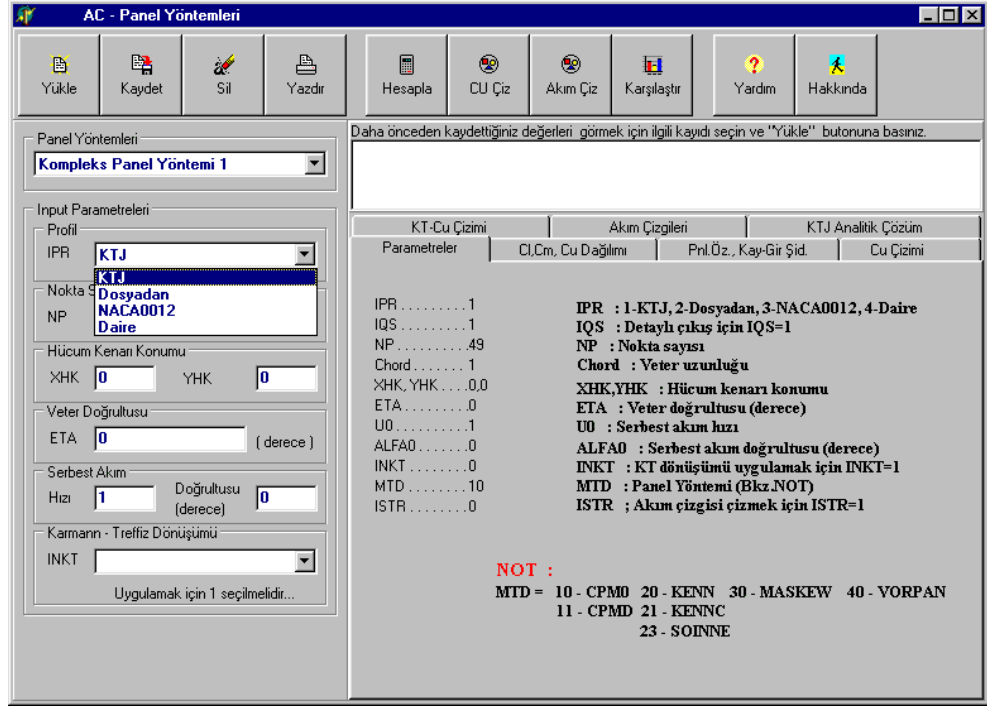 AC - Panel Yöntemleri
Yükle Kaydet Sil Yazdır Hesapla CU Çiz Akım Çiz Karşılaştır Yardım Hakkında
Panel Yöntemleri
Kompleks Panel Yöntemi 1
Input Parametreleri
Profil
IPR KTJ
KTJ
Dosyadan
NACA0012
Daire
Nokta S
NP
Hücum Kenarı Konumu
XHK 0 YHK 0
Veter Doğrultusu
ETA 0 ( derece )
Serbest Akım
Hızı 1 Doğrultusu (derece) 0
Karmann - Treffiz Dönüşümü
INKT
Uygulamak için 1 seçilmelidir...
Daha önceden kaydettiğiniz değerleri görmek için ilgili kayıdı seçin ve "Yükle" butonuna basınız.
KT-Cu Çizimi Akım Çizgileri KTJ Analitik Çözüm
Parametreler Cl,Cm, Cu Dağılımı Pnl.Öz., Kay-Gir Şid. Cu Çizimi
IPR . . . . . . . . . 1 IPR : 1-KTJ, 2-Dosyadan, 3-NACA0012, 4-Daire
IQS . . . . . . . . . 1 IQS : Detaylı çıkış için IQS=1
NP . . . . . . . . . .49 NP : Nokta sayısı
Chord . . . . . . . 1 Chord : Veter uzunluğu
XHK, YHK . . . .0,0 XHK,YHK : Hücum kenarı konumu
ETA . . . . . . . . .0 ETA : Veter doğrultusu (derece)
U0 . . . . . . . . . .1 U0 : Serbest akım hızı
ALFA0 . . . . . . .0 ALFA0 : Serbest akım doğrultusu (derece)
INKT . . . . . . . .0 INKT : KT dönüşümü uygulamak için INKT=1
MTD . . . . . . . . 10 MTD : Panel Yöntemi (Bkz.NOT)
ISTR . . . . . . . .0 ISTR ; Akım çizgisi çizmek için ISTR=1
NOT :
MTD = 10 - CPM0 20 - KENN 30 - MASKEW 40 - VORPAN
11 - CPMD 21 - KENNC
23 - SOINNE